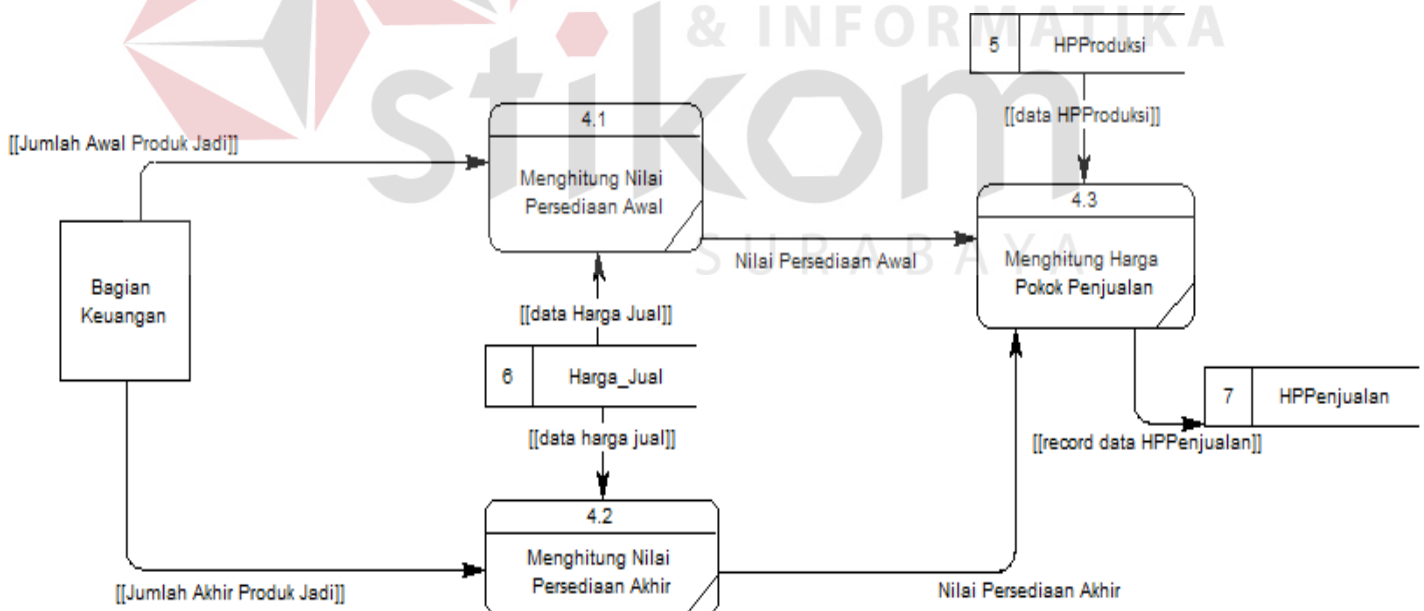 & INFORMATIKA
stikom
SURABAYA
5 HPProduksi
[[data HPProduksi]]
4.1
[[Jumlah Awal Produk Jadi]]
Menghitung Nilai
Persediaan Awal
4.3
Nilai Persediaan Awal
Menghitung Harga
Pokok Penjualan
Bagian
Keuangan
[[data Harga Jual]]
6 Harga_Jual
7 HPPenjualan
[[data harga jual]]
[[record data HPPenjualan]]
4.2
Menghitung Nilai
Persediaan Akhir
[[Jumlah Akhir Produk Jadi]]
Nilai Persediaan Akhir